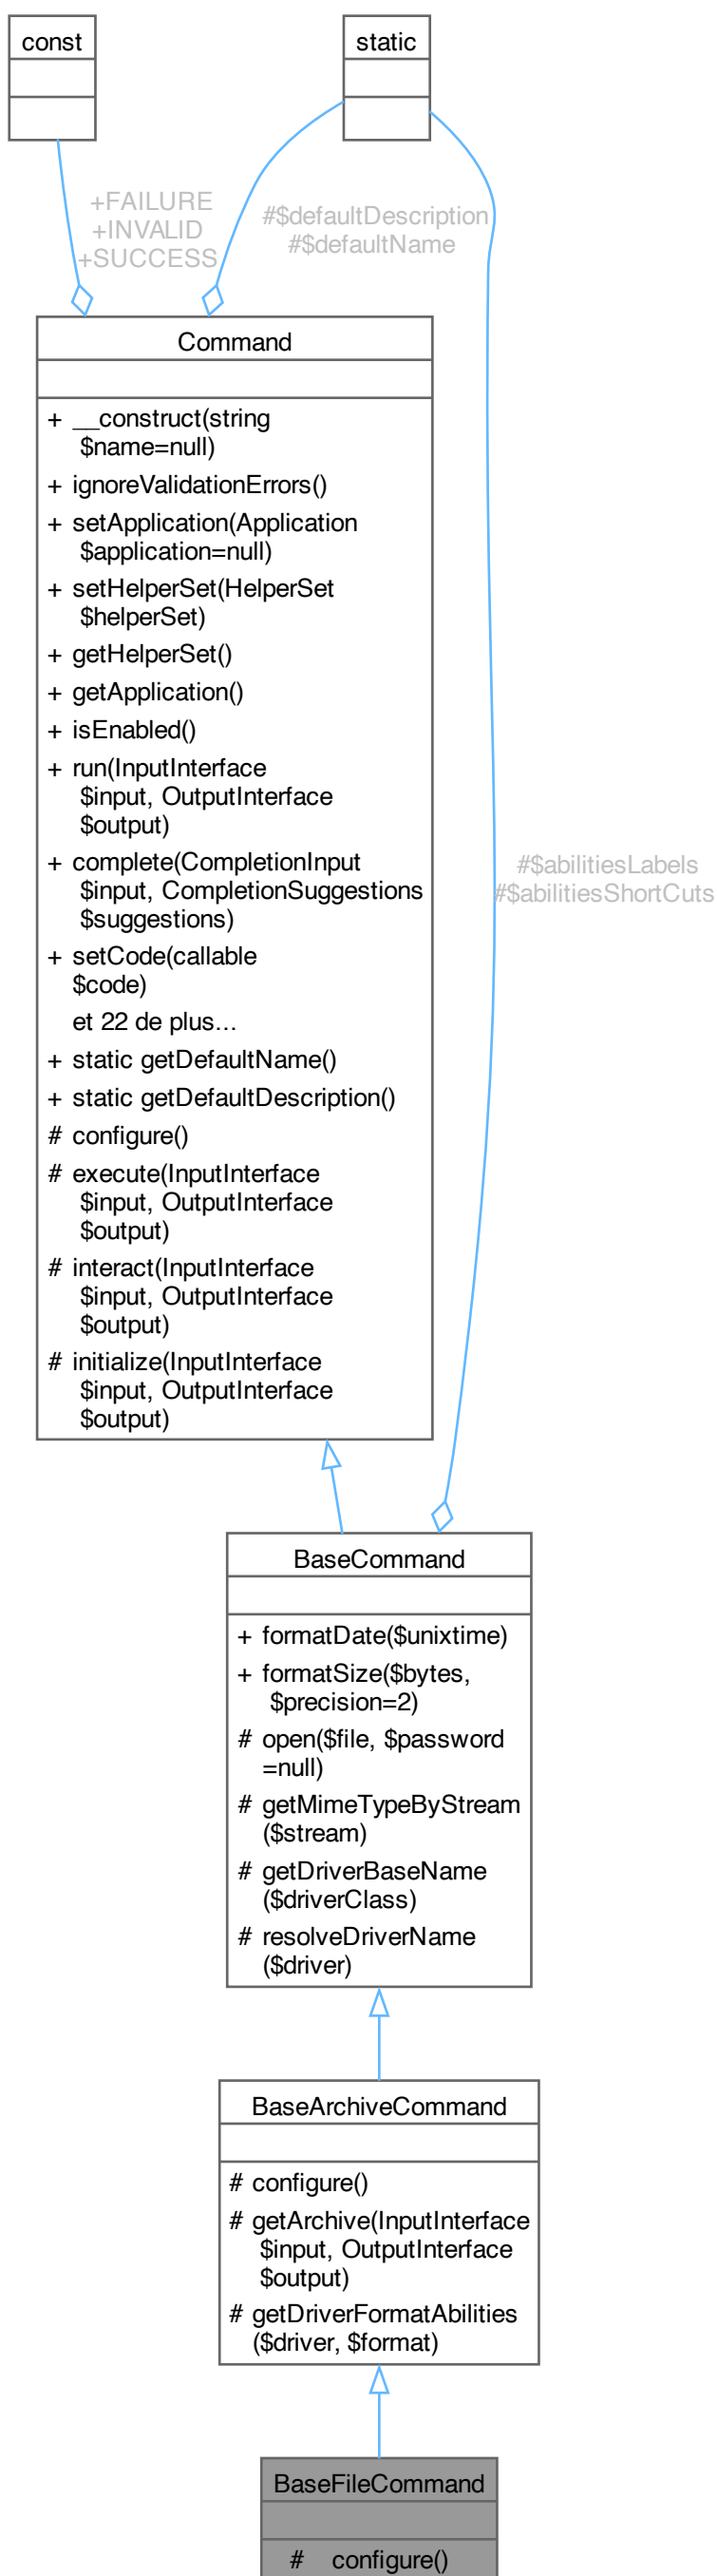 const
static
+FAILURE
+INVALID
+SUCCESS
#$defaultDescription
#$defaultName
Command
+ __construct(string
$name=null)
+ ignoreValidationErrors()
+ setApplication(Application
$application=null)
+ setHelperSet(HelperSet
$helperSet)
+ getHelperSet()
+ getApplication()
+ isEnabled()
+ run(InputInterface
$input, OutputInterface
$output)
+ complete(CompletionInput
$input, CompletionSuggestions
$suggestions)
+ setCode(callable
$code)
et 22 de plus...
+ static getDefaultName()
+ static getDefaultDescription()
# configure()
# execute(InputInterface
$input, OutputInterface
$output)
# interact(InputInterface
$input, OutputInterface
$output)
# initialize(InputInterface
$input, OutputInterface
$output)
#$abilitiesLabels
#$abilitiesShortCuts
BaseCommand
+ formatDate($unixtime)
+ formatSize($bytes,
$precision=2)
# open($file, $password
=null)
# getMimeTypeByStream
($stream)
# getDriverBaseName
($driverClass)
# resolveDriverName
($driver)
BaseArchiveCommand
# configure()
# getArchive(InputInterface
$input, OutputInterface
$output)
# getDriverFormatAbilities
($driver, $format)
BaseFileCommand
# configure()